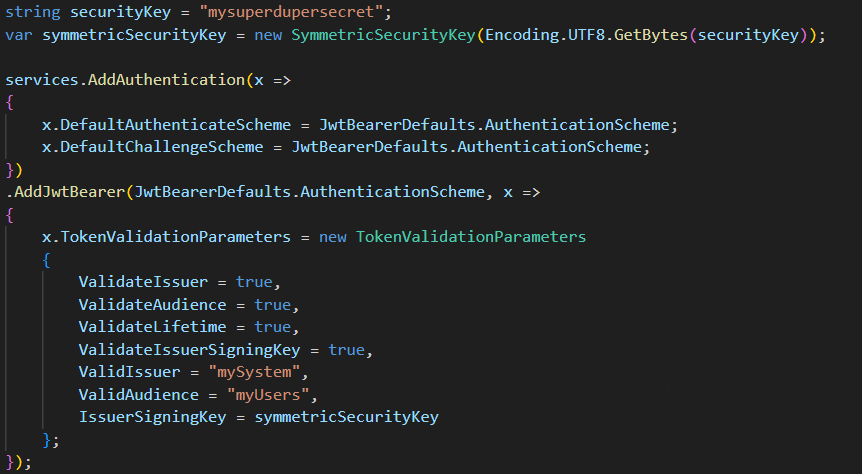 string securityKey = "mysuperdupersecret";
var symmetricSecurityKey = new SymmetricSecurityKey(Encoding.UTF8.GetBytes(securityKey));

services.AddAuthentication(x =>
{
    x.DefaultAuthenticateScheme = JwtBearerDefaults.AuthenticationScheme;
    x.DefaultChallengeScheme = JwtBearerDefaults.AuthenticationScheme;
})
.AddJwtBearer(JwtBearerDefaults.AuthenticationScheme, x =>
{
    x.TokenValidationParameters = new TokenValidationParameters
    {
        ValidateIssuer = true,
        ValidateAudience = true,
        ValidateLifetime = true,
        ValidateIssuerSigningKey = true,
        ValidIssuer = "mySystem",
        ValidAudience = "myUsers",
        IssuerSigningKey = symmetricSecurityKey
    };
});